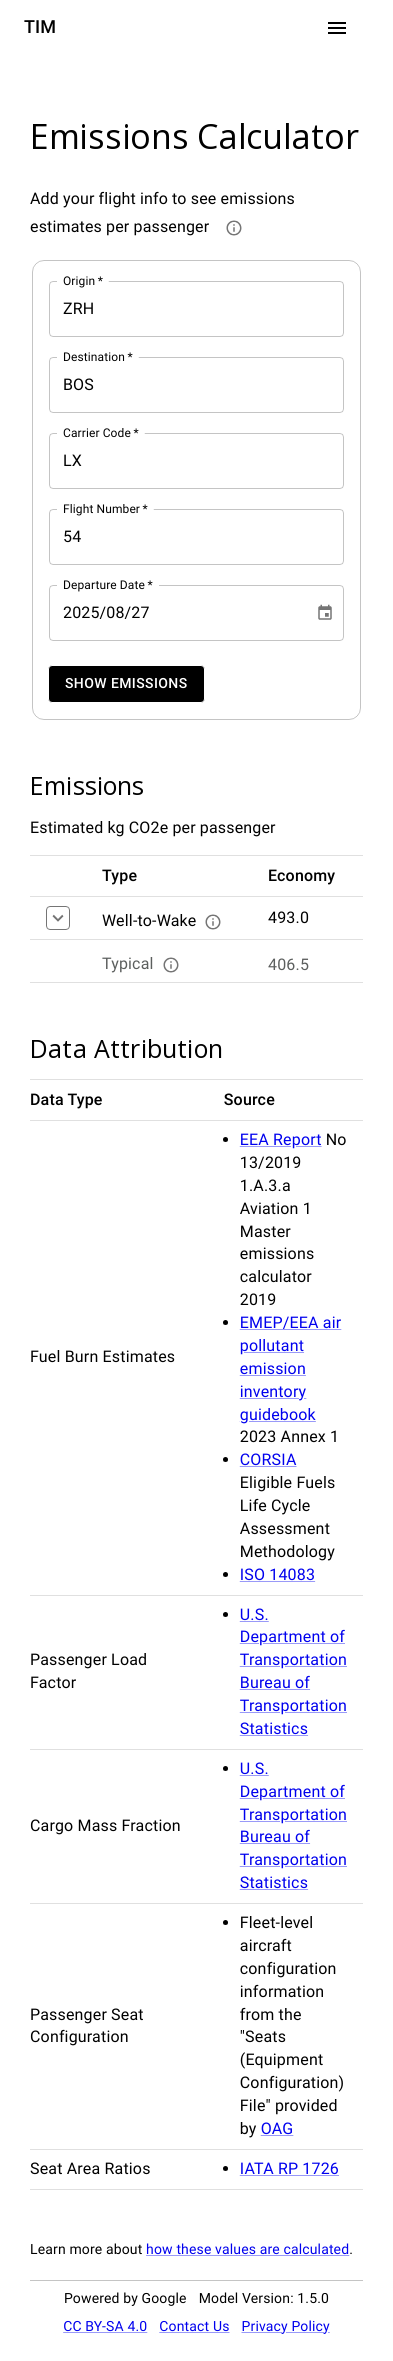 TIM
Emissions Calculator
Add your flight info to see emissions
estimates per passenger
Origin *
ZRH
Destination *
BOS
Carrier Code *
LX
Flight Number *
54
Departure Date *
2025/08/27
SHOW EMISSIONS
Emissions
Estimated kg CO2e per passenger
Type Economy
Well-to-Wake 493.0
Typical 406.5
Data Attribution
Data Type Source
Fuel Burn Estimates
• EEA Report No
13/2019
1.A.3.a
Aviation 1
Master
emissions
calculator
2019
• EMEP/EEA air
pollutant
emission
inventory
guidebook
2023 Annex 1
• CORSIA
Eligible Fuels
Life Cycle
Assessment
Methodology
• ISO 14083
Passenger Load
Factor
• U.S.
Department of
Transportation
Bureau of
Transportation
Statistics
Cargo Mass Fraction
• U.S.
Department of
Transportation
Bureau of
Transportation
Statistics
Passenger Seat
Configuration
• Fleet-level
aircraft
configuration
information
from the
"Seats
(Equipment
Configuration)
File" provided
by OAG
Seat Area Ratios
• IATA RP 1726
Learn more about how these values are calculated.
Powered by Google Model Version: 1.5.0
CC BY-SA 4.0 Contact Us Privacy Policy